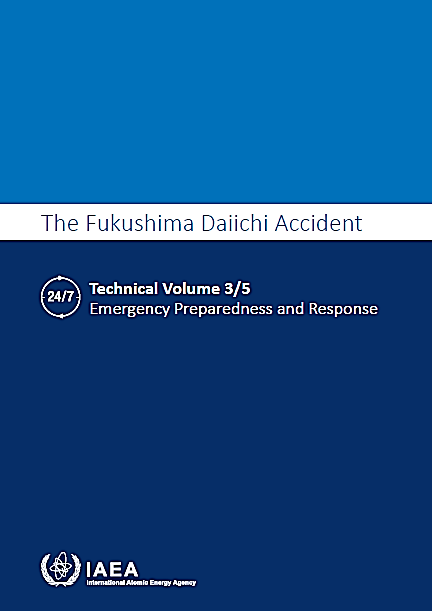 The Fukushima Daiichi Accident
24/7
Technical Volume 3/5
Emergency Preparedness and Response
IAEA
International Atomic Energy Agency